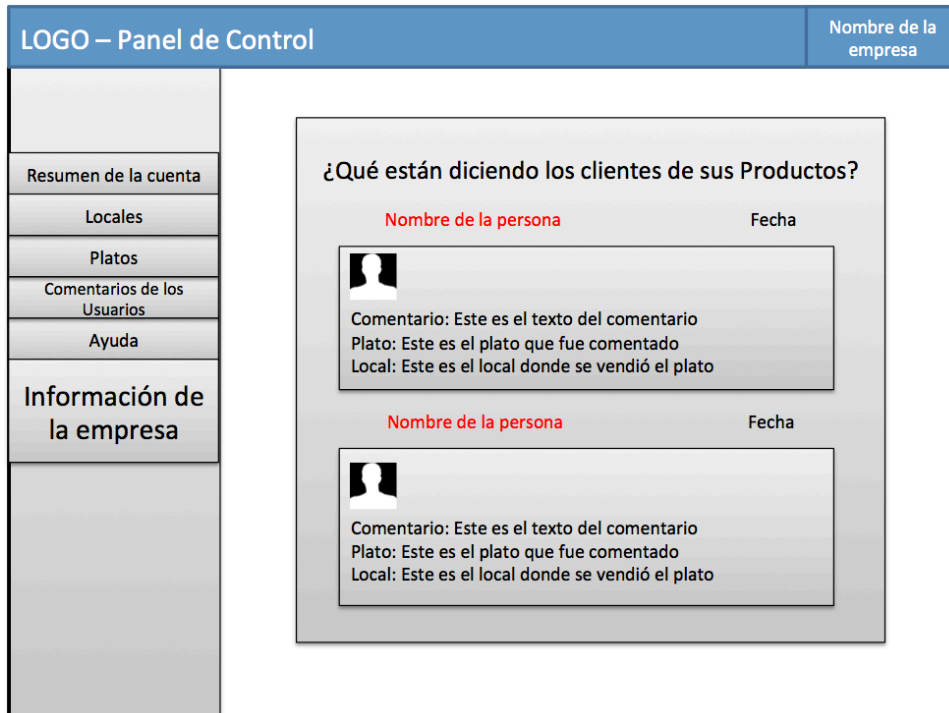 LOGO – Panel de Control
Nombre de la
empresa
Resumen de la cuenta
Locales
Platos
Comentarios de los
Usuarios
Ayuda
Información de
la empresa
¿Qué están diciendo los clientes de sus Productos?
Nombre de la persona Fecha
Comentario: Este es el texto del comentario
Plato: Este es el plato que fue comentado
Local: Este es el local donde se vendió el plato
Nombre de la persona Fecha
Comentario: Este es el texto del comentario
Plato: Este es el plato que fue comentado
Local: Este es el local donde se vendió el plato